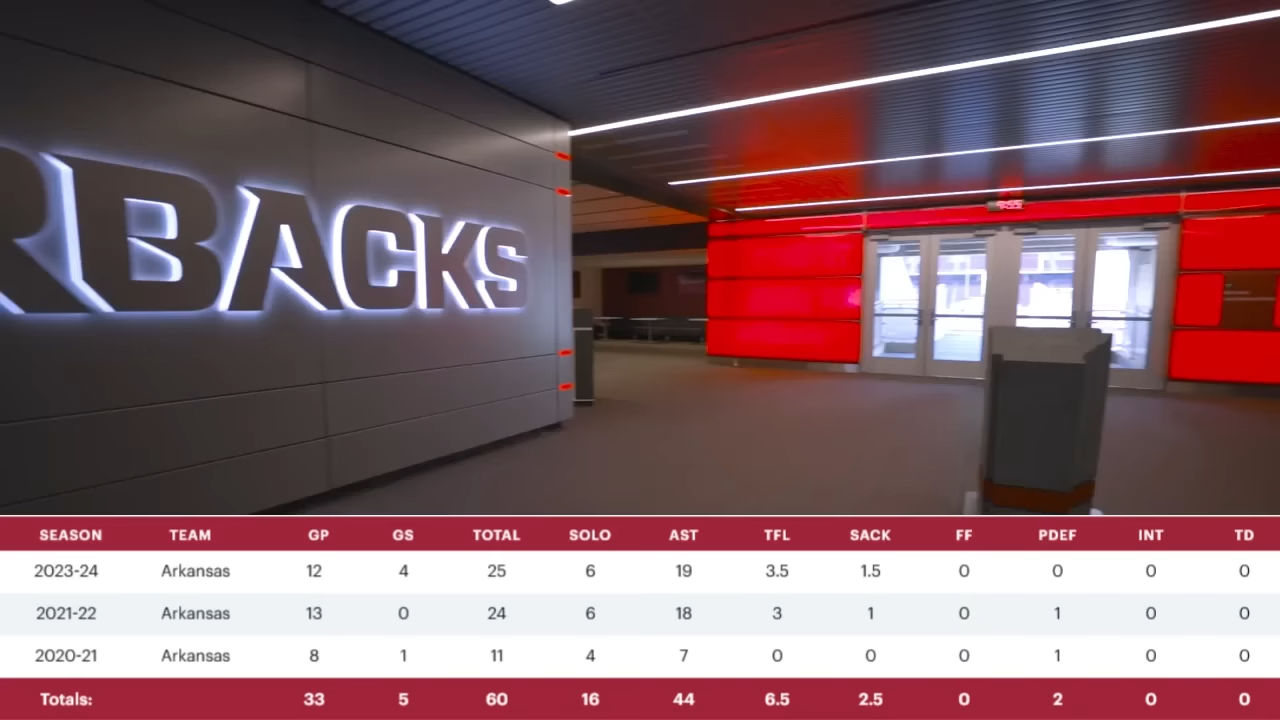 RBACKS
SEASON TEAM GP GS TOTAL SOLO AST TFL SACK FF PDEF INT TD
2023-24 Arkansas 12 4 25 6 19 3.5 1.5 0 0 0 0
2021-22 Arkansas 13 0 24 6 18 3 1 0 1 0 0
2020-21 Arkansas 8 1 11 4 7 0 0 0 1 0 0
Totals: 33 5 60 16 44 6.5 2.5 0 2 0 0